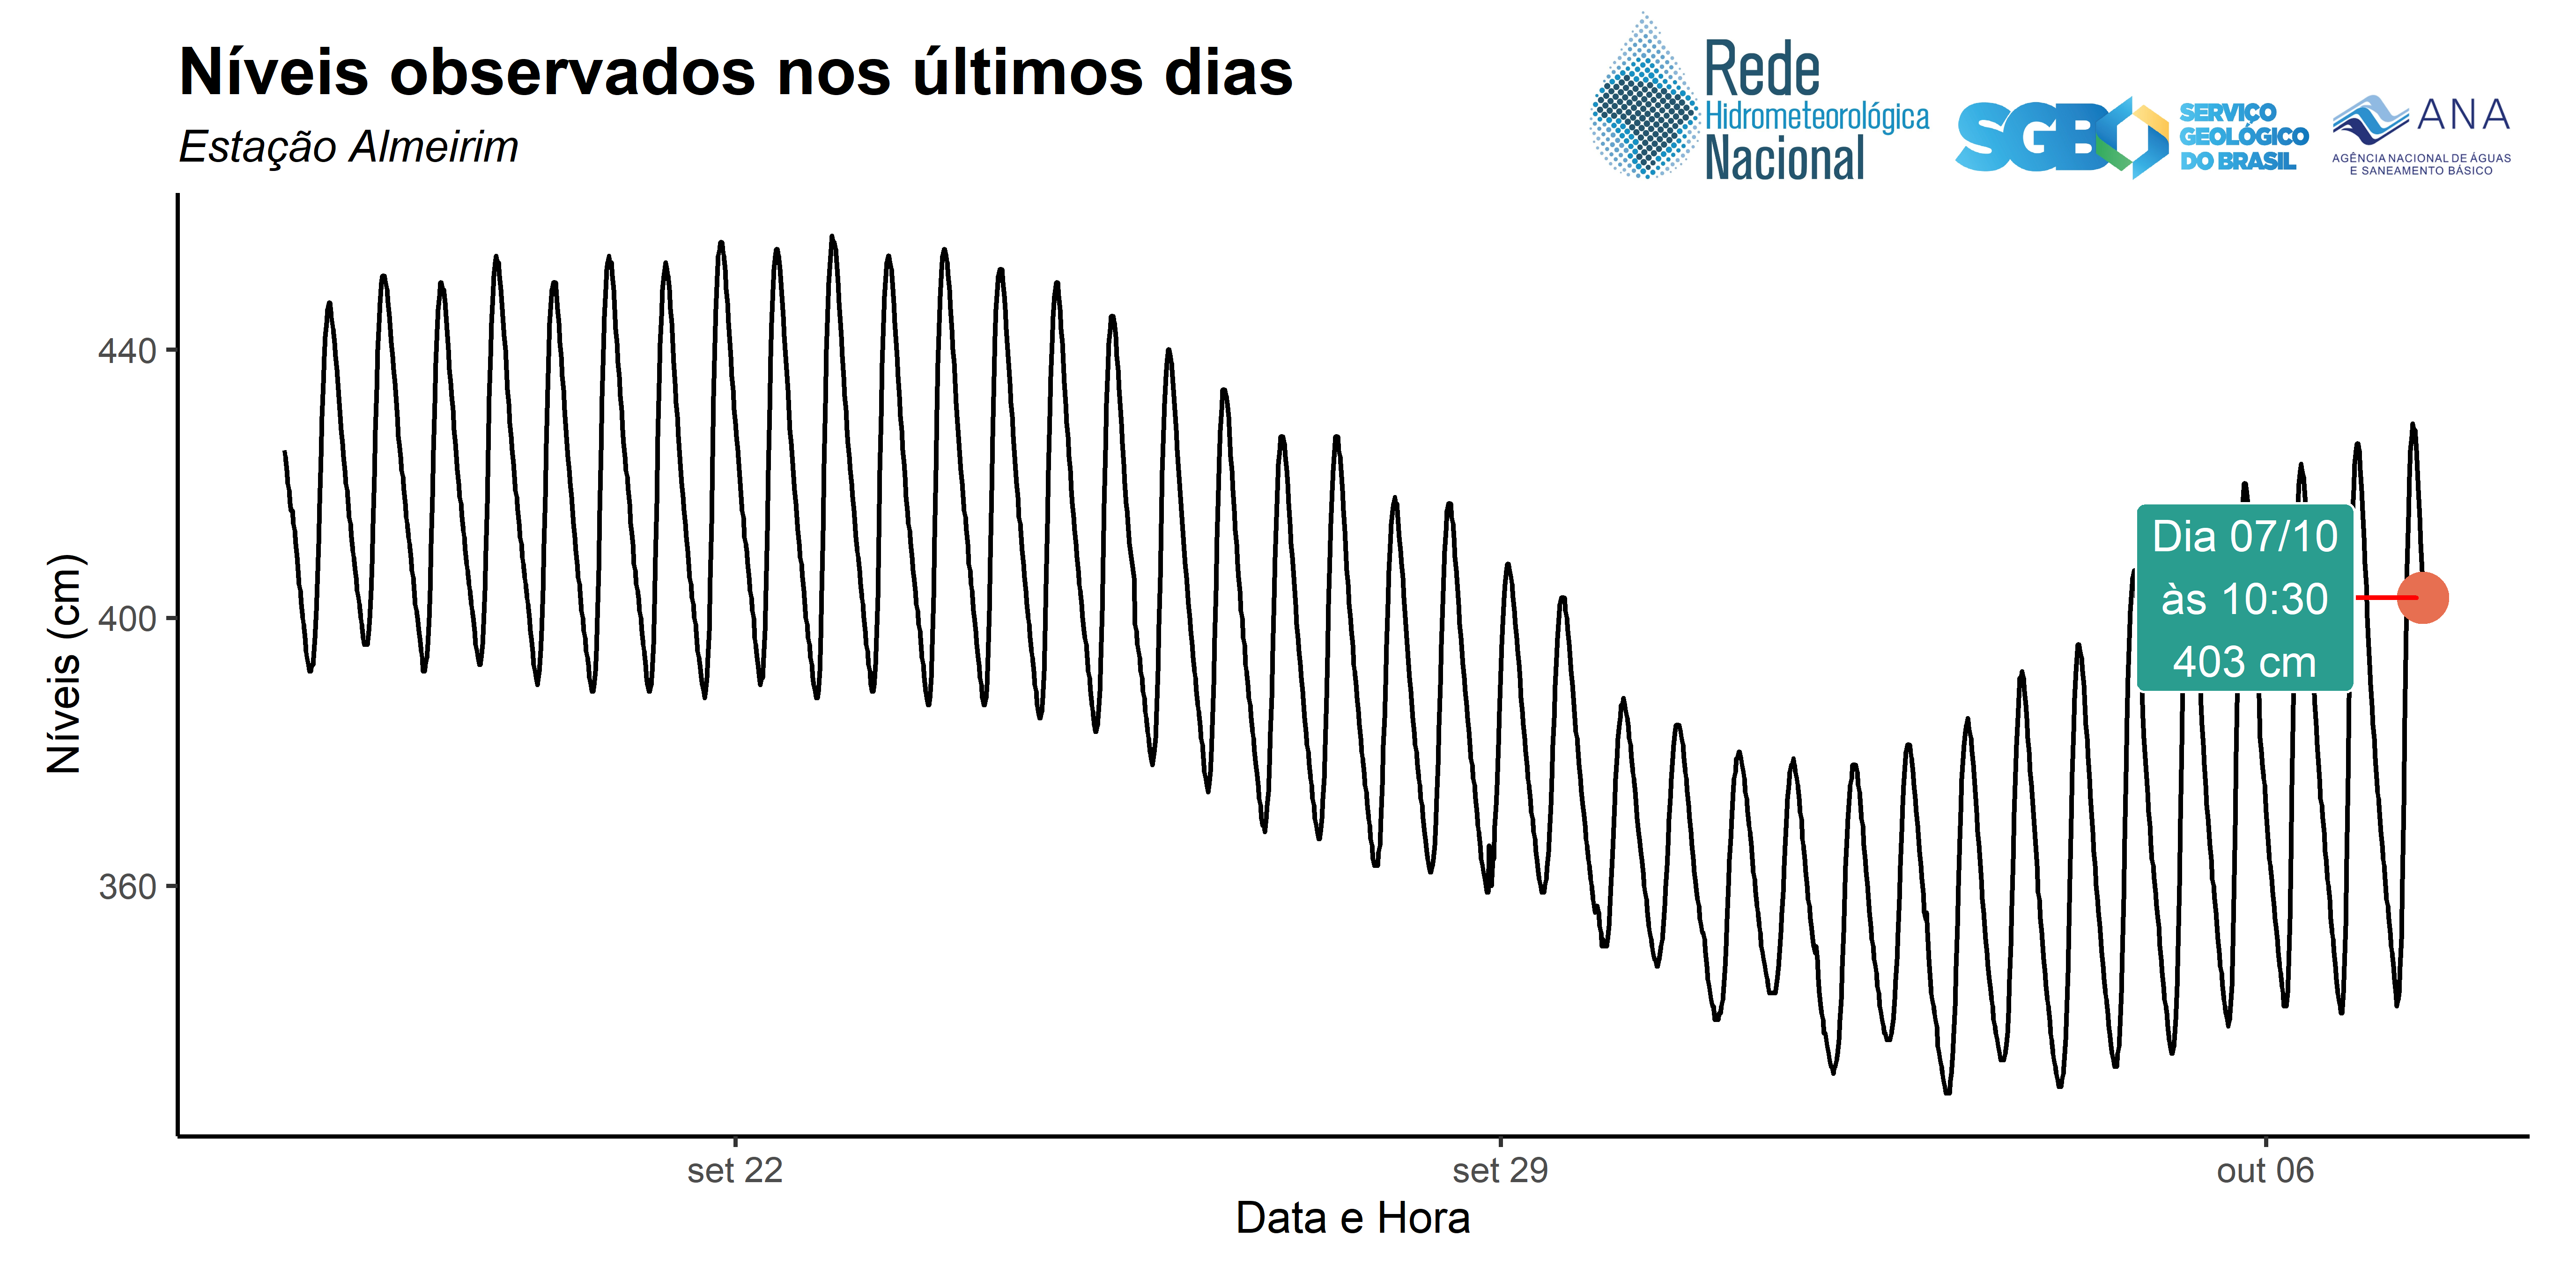 Níveis observados nos últimos dias
Estação Almeirim
Rede
Hidrometeorológica
Nacional
SGB
SERVIÇO
GEOLÓGICO
DO BRASIL
ANA
AGÊNCIA NACIONAL DE ÁGUAS
E SANEAMENTO BÁSICO
Níveis (cm)
440
400
360
Dia 07/10
às 10:30
403 cm
set 22
set 29
out 06
Data e Hora